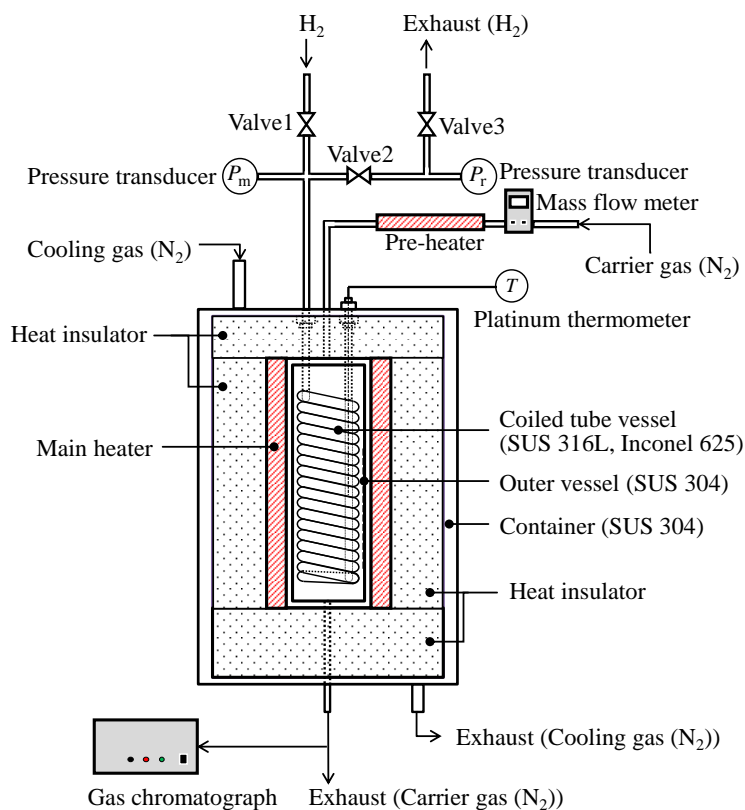 H2
Exhaust (H2)
Valve1
Valve3
Valve2
Pressure transducer
Pm
Pr
Pressure transducer
Mass flow meter
Cooling gas (N2)
Pre-heater
Carrier gas (N2)
T
Platinum thermometer
Heat insulator
Coiled tube vessel
(SUS 316L, Inconel 625)
Main heater
Outer vessel (SUS 304)
Container (SUS 304)
Heat insulator
Exhaust (Cooling gas (N2))
Gas chromatograph
Exhaust (Carrier gas (N2))